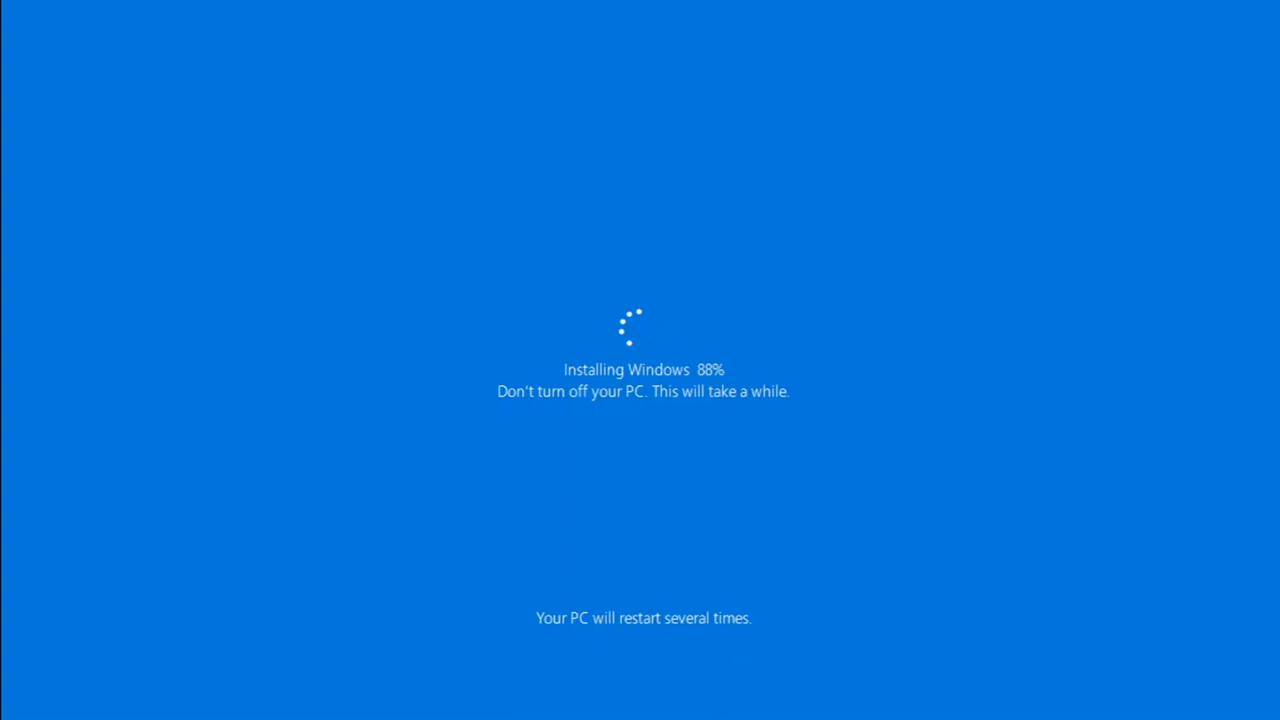 Installing Windows  88%
Don't turn off your PC. This will take a while.
Your PC will restart several times.